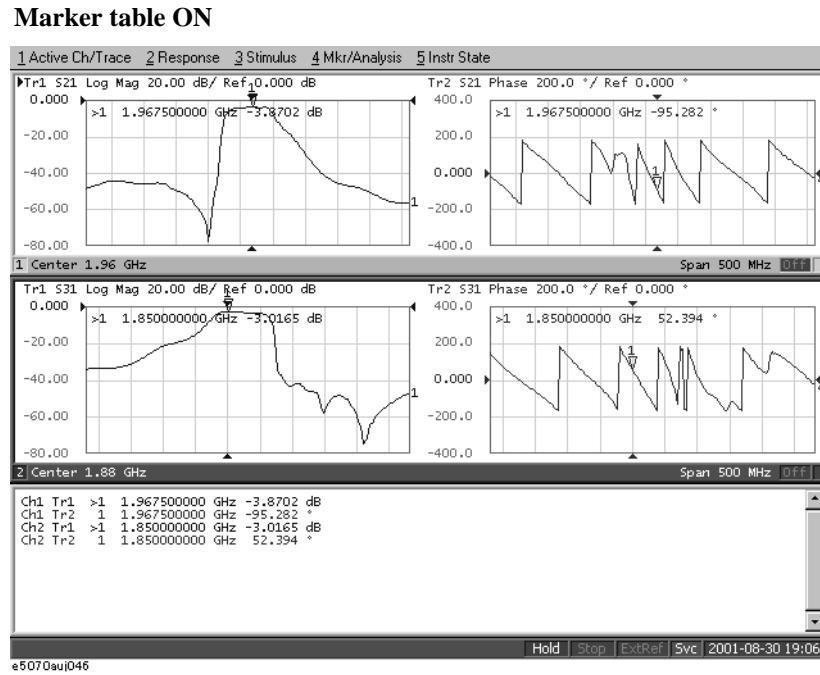 Marker table ON
1 Active Ch/Trace 2 Response 3 Stimulus 4 Mkr/Analysis 5 Instr State
Tr1 S21 Log Mag 20.00 dB/ Ref 0.000 dB
0.000
>1 1.967500000 GHz -3.8702 dB
-20.00
-40.00
-60.00
-80.00
1
1
Tr2 S21 Phase 200.0 °/ Ref 0.000 °
400.0
>1 1.967500000 GHz -95.282 °
200.0
0.000
-200.0
-400.0
1
1 Center 1.96 GHz Span 500 MHz Off
Tr1 S31 Log Mag 20.00 dB/ Ref 0.000 dB
0.000
>1 1.850000000 GHz -3.0165 dB
-20.00
-40.00
-60.00
-80.00
1
1
Tr2 S31 Phase 200.0 °/ Ref 0.000 °
400.0
>1 1.850000000 GHz 52.394 °
200.0
0.000
-200.0
-400.0
1
2 Center 1.88 GHz Span 500 MHz Off
Ch1 Tr1 >1 1.967500000 GHz -3.8702 dB
Ch1 Tr2 1 1.967500000 GHz -95.282 °
Ch2 Tr1 >1 1.850000000 GHz -3.0165 dB
Ch2 Tr2 1 1.850000000 GHz 52.394 °
Hold Stop ExtRef Svc 2001-08-30 19:06
e5070auj046